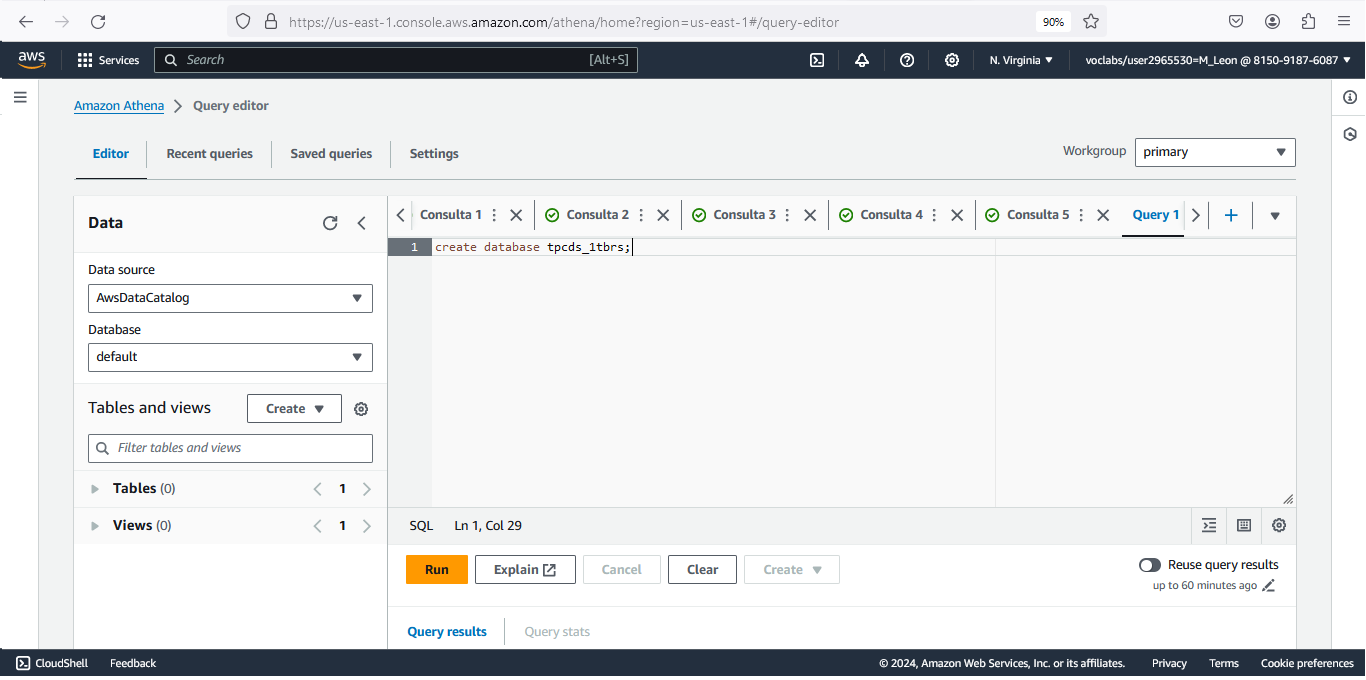 https://us-east-1.console.aws.amazon.com/athena/home?region=us-east-1#/query-editor
90%
aws
Services
Search
[Alt+S]
N. Virginia
voclabs/user2965530=M_Leon @ 8150-9187-6087
Amazon Athena
Query editor
Editor
Recent queries
Saved queries
Settings
Workgroup
primary
Data
Data source
AwsDataCatalog
Database
default
Tables and views
Create
Filter tables and views
Tables (0)
1
Views (0)
1
Consulta 1
Consulta 2
Consulta 3
Consulta 4
Consulta 5
Query 1
1
create database tpcds_1tbrs;
SQL
Ln 1, Col 29
Run
Explain
Cancel
Clear
Create
Reuse query results
up to 60 minutes ago
Query results
Query stats
CloudShell
Feedback
© 2024, Amazon Web Services, Inc. or its affiliates.
Privacy
Terms
Cookie preferences